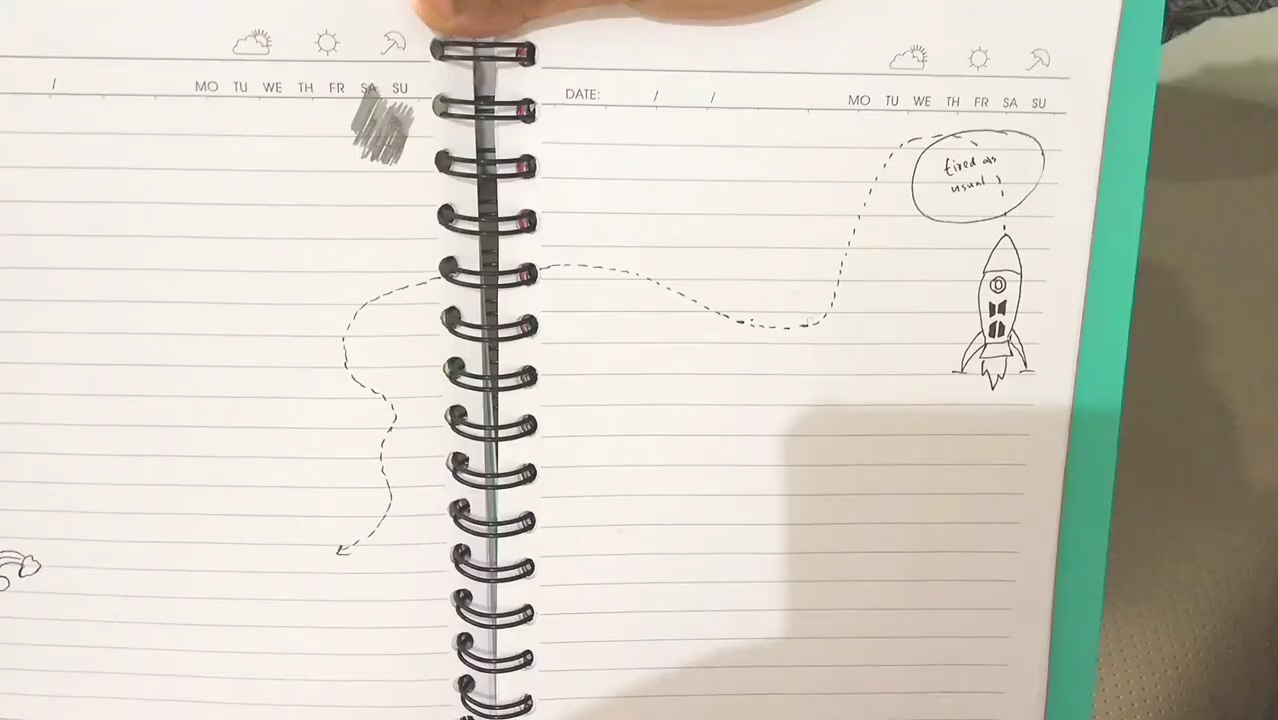 /
MO TU WE TH FR SA SU
DATE: / /
MO TU WE TH FR SA SU
tired as
usual )